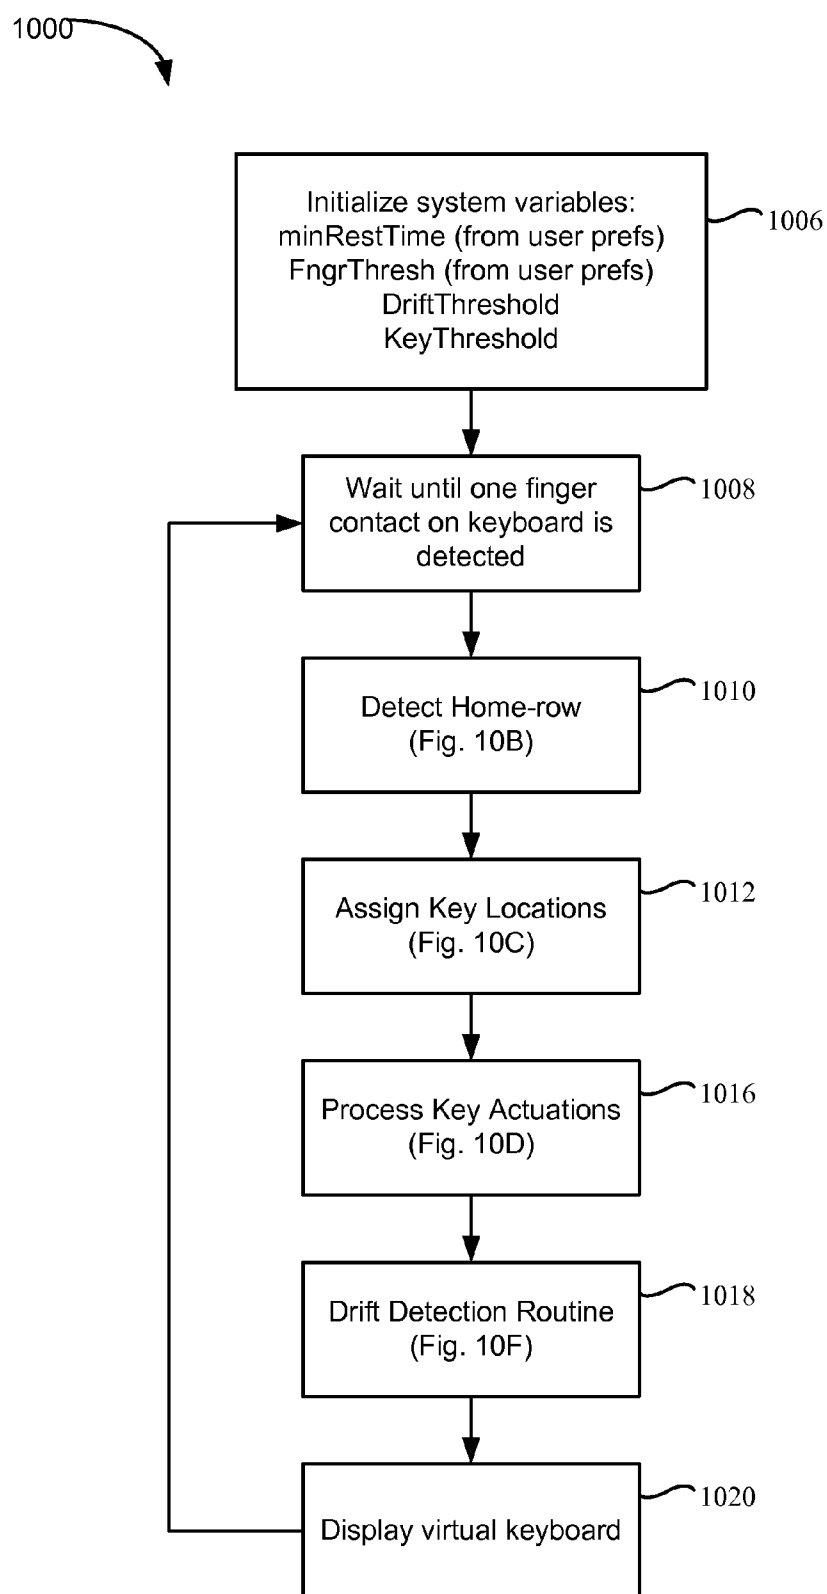 1000
Initialize system variables:
minRestTime (from user prefs)
FngrThresh (from user prefs)
DriftThreshold
KeyThreshold
1006
Wait until one finger
contact on keyboard is
detected
1008
Detect Home-row
(Fig. 10B)
1010
Assign Key Locations
(Fig. 10C)
1012
Process Key Actuations
(Fig. 10D)
1016
Drift Detection Routine
(Fig. 10F)
1018
Display virtual keyboard
1020